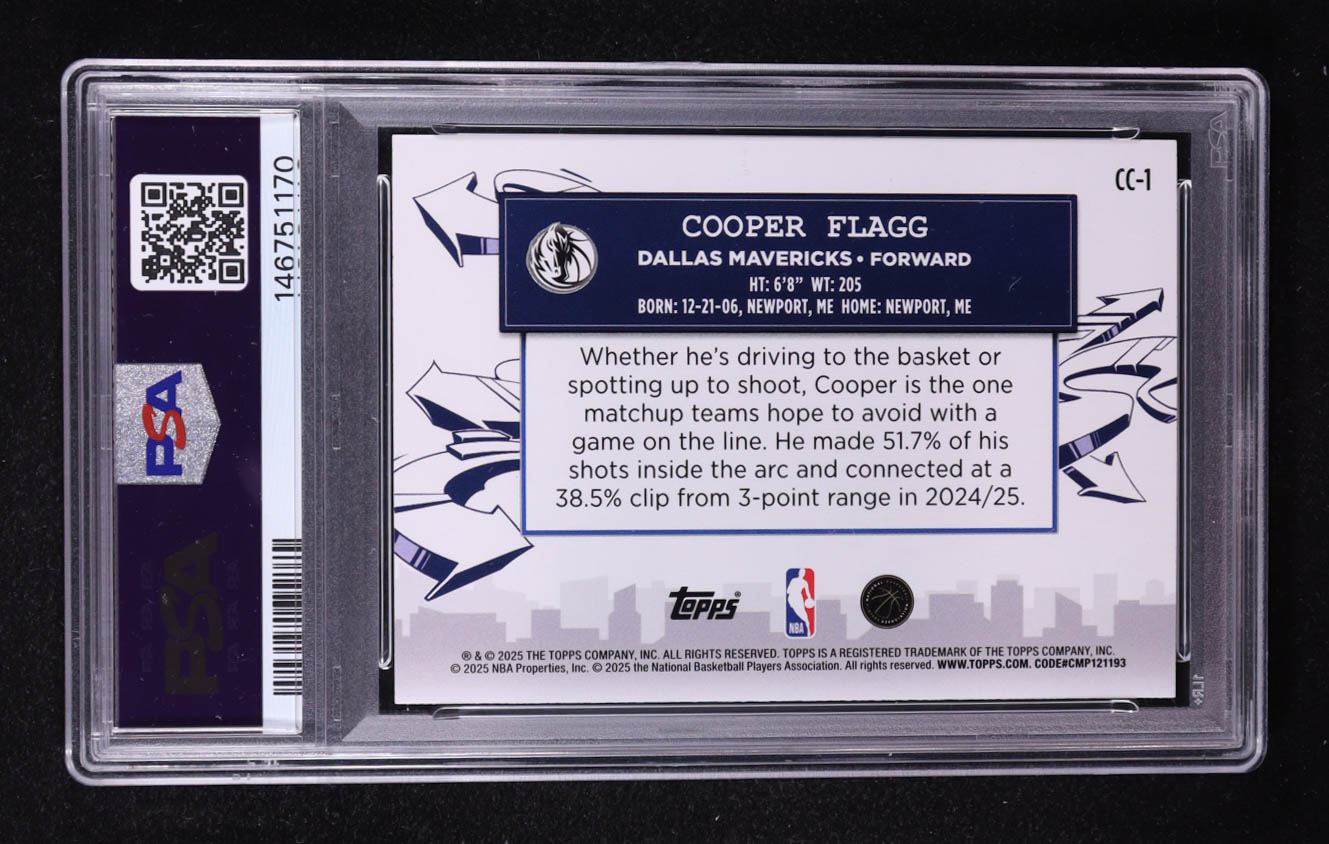 146751170
PSA
PSA
CC-1
COOPER FLAGG
DALLAS MAVERICKS • FORWARD
HT: 6'8" WT: 205
BORN: 12-21-06, NEWPORT, ME HOME: NEWPORT, ME
Whether he's driving to the basket or
spotting up to shoot, Cooper is the one
matchup teams hope to avoid with a
game on the line. He made 51.7% of his
shots inside the arc and connected at a
38.5% clip from 3-point range in 2024/25.
Topps®
NBA
® & © 2025 THE TOPPS COMPANY, INC. ALL RIGHTS RESERVED. TOPPS IS A REGISTERED TRADEMARK OF THE TOPPS COMPANY, INC.
© 2025 NBA Properties, Inc. © 2025 the National Basketball Players Association. All rights reserved. WWW.TOPPS.COM. CODE#CMP121193